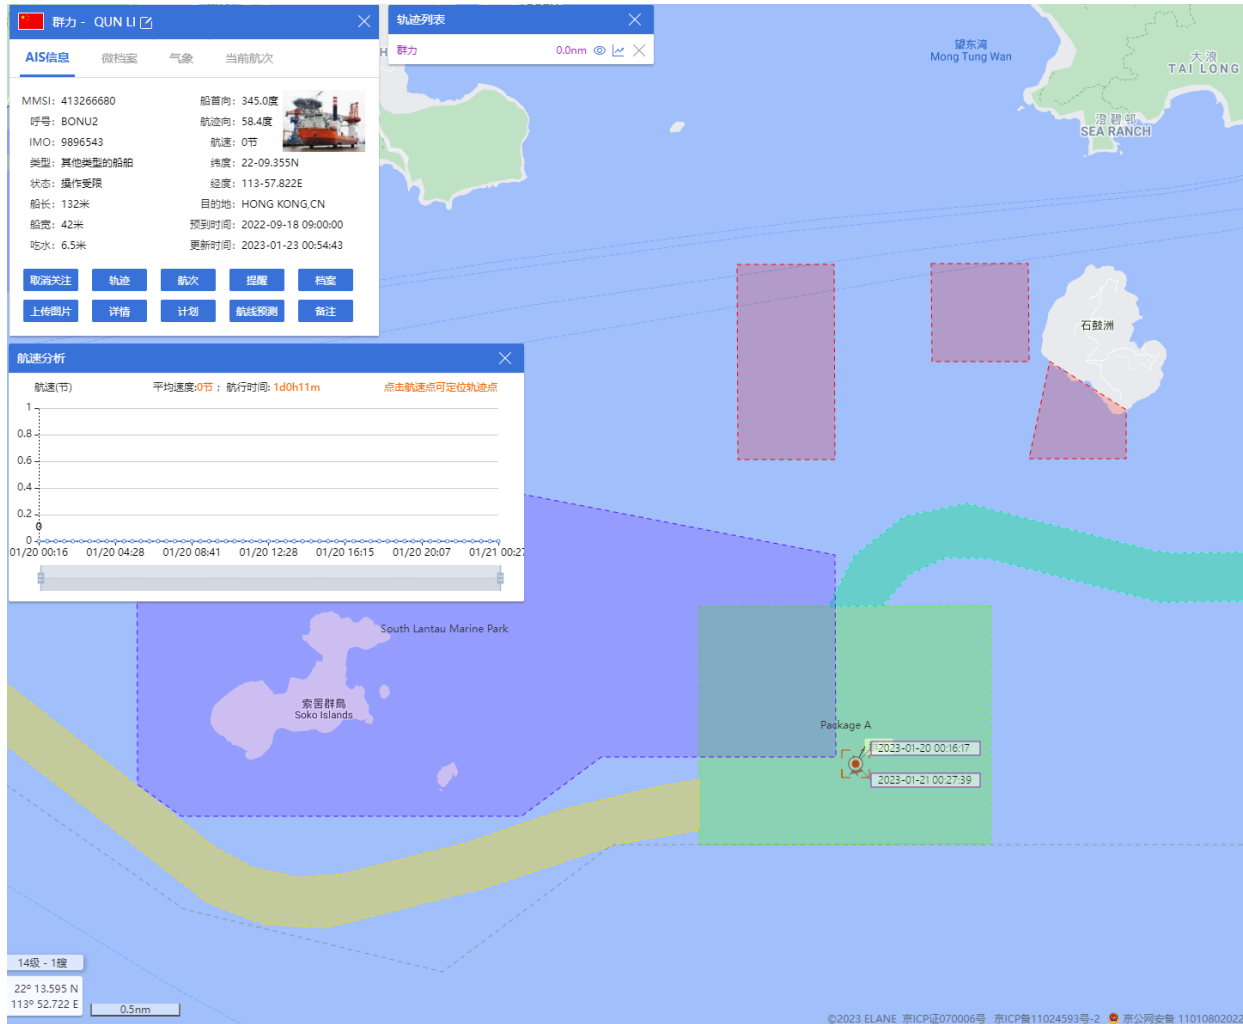 群力 - QUN LI
AIS信息 微档案 气象 当前航次
MMSI: 413266680 船首向: 345.0度
呼号: BONU2 航迹向: 58.4度
IMO: 9896543 航速: 0节
类型: 其他类型的船舶 纬度: 22-09.355N
状态: 操作受限 经度: 113-57.822E
船长: 132米 目的地: HONG KONG,CN
船宽: 42米 预到时间: 2022-09-18 09:00:00
吃水: 6.5米 更新时间: 2023-01-23 00:54:43
取消关注 轨迹 航次 提醒 档案
上传图片 详情 计划 航线预测 备注
轨迹列表
群力 0.0nm
望东湾
Mong Tung Wan
大浪
TAI LONG
澄碧邨
SEA RANCH
石鼓洲
航速分析
航速(节) 平均速度:0节 ; 航行时间: 1d0h11m 点击航速点可定位轨迹点
1
0.8
0.6
0.4
0.2
0
0
01/20 00:16 01/20 04:28 01/20 08:41 01/20 12:28 01/20 16:15 01/20 20:07 01/21 00:27
South Lantau Marine Park
索罟群島
Soko Islands
Package A
2023-01-20 00:16:17
2023-01-21 00:27:39
14级 - 1艘
22° 13.595 N
113° 52.722 E
0.5nm
©2023 ELANE 京ICP证070006号 京ICP备11024593号-2 京公网安备 11010802022